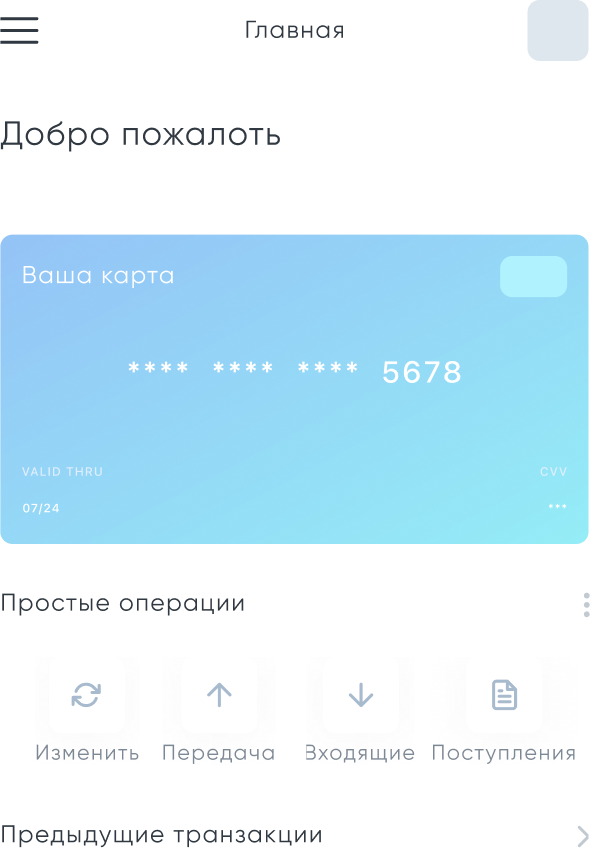 Главная
Добро пожалоть
Ваша карта
**** **** **** 5678
VALID THRU
CVV
07/24
***
Простые операции
Изменить
Передача
Входящие
Поступления
Предыдущие транзакции